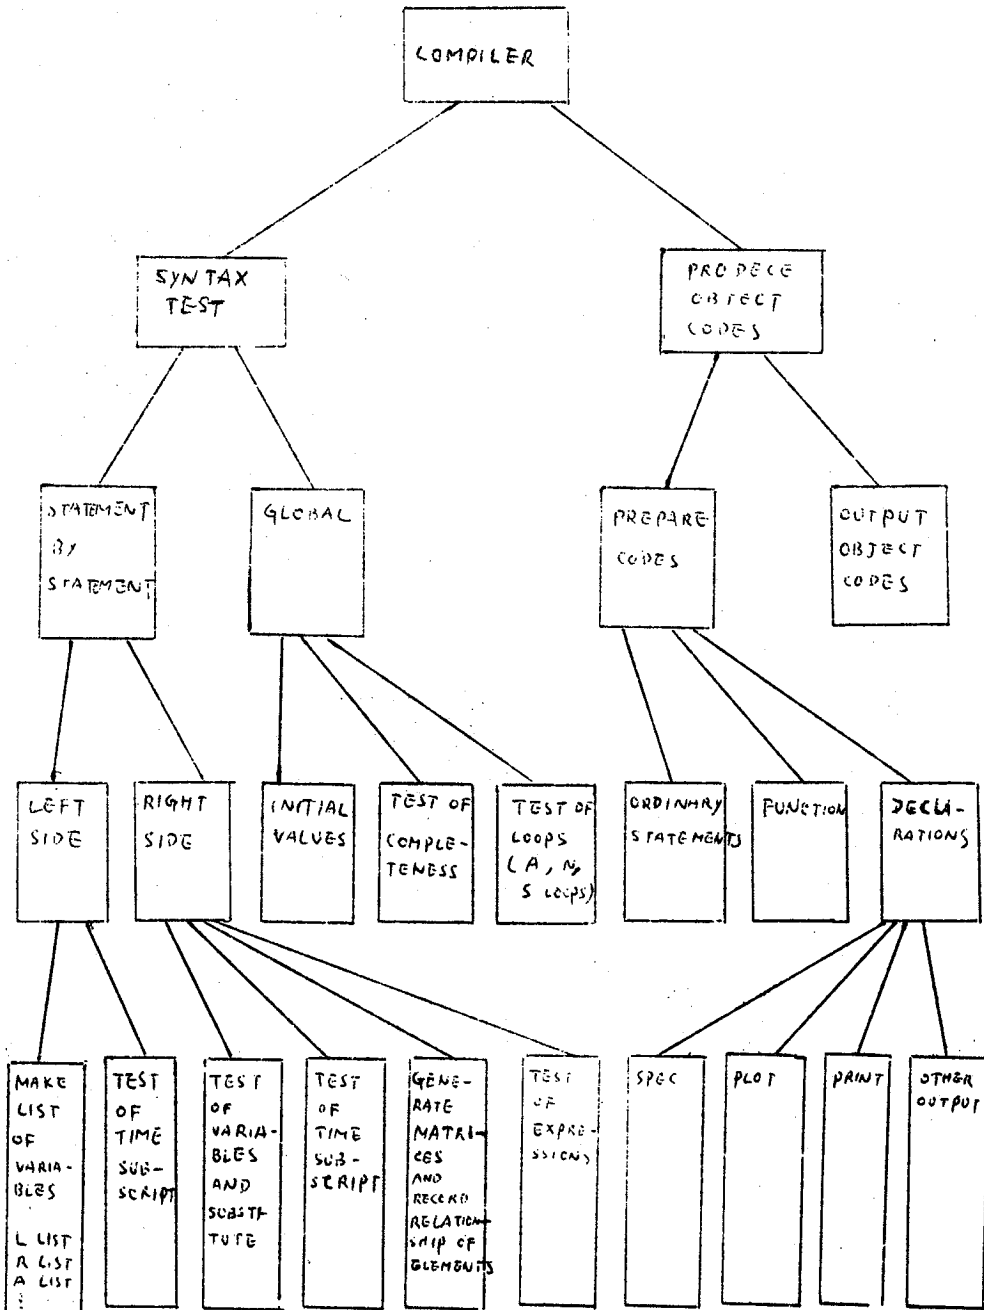 COMPILER
SYNTAX
TEST
PRODECE
OBJECT
CODES
STATEMENT
BY
STATEMENT
GLOBAL
PREPARE
CODES
OUTPUT
OBJECT
CODES
LEFT
SIDE
RIGHT
SIDE
INITIAL
VALUES
TEST OF
COMPLE-
TENESS
TEST OF
LOOPS
(A, N,
S LOOPS)
ORDINARY
STATEMENTS
FUNCTION
DECLA-
RATIONS
MAKE
LIST
OF
VARIA-
BLES
L LIST
R LIST
A LIST
TEST
OF
TIME
SUB-
SCRIPT
TEST
OF
VARIA-
BLES
AND
SUBSTI-
TUTE
TEST
OF
TIME
SUB-
SCRIPT
GENE-
RATE
MATRI-
CES
AND
RECORD
RELATION-
SHIP OF
ELEMENTS
TEST
OF
EXPRE-
SSIONS
SPEC
PLOT
PRINT
OTHER
OUTPUT